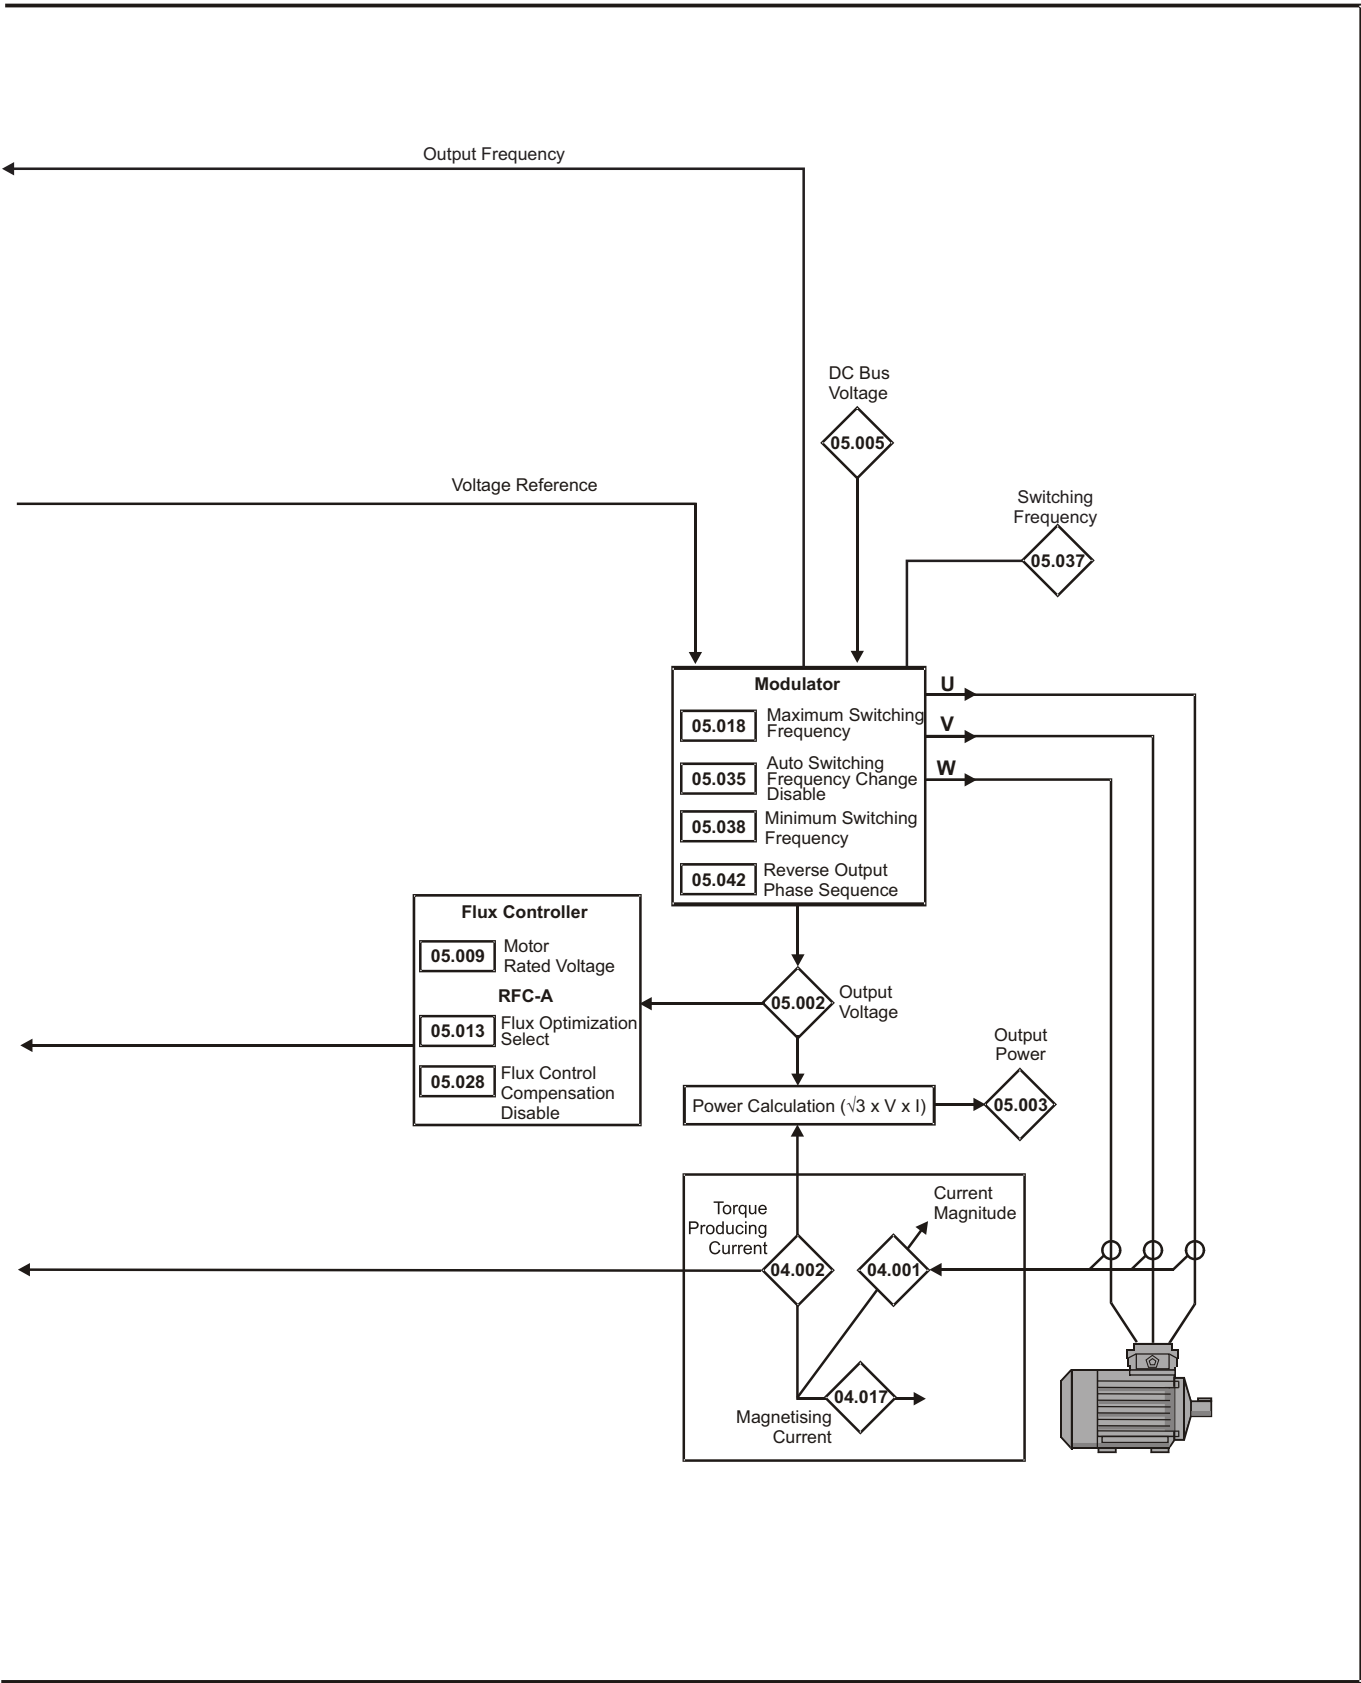 Output Frequency
DC Bus
Voltage
05.005
Voltage Reference
Switching
Frequency
05.037
Modulator
05.018
Maximum Switching
Frequency
05.035
Auto Switching
Frequency Change
Disable
05.038
Minimum Switching
Frequency
05.042
Reverse Output
Phase Sequence
U
V
W
Flux Controller
05.009
Motor
Rated Voltage
RFC-A
05.013
Flux Optimization
Select
05.028
Flux Control
Compensation
Disable
05.002
Output
Voltage
Output
Power
Power Calculation (√3 x V x I)
05.003
Torque
Producing
Current
04.002
Current
Magnitude
04.001
04.017
Magnetising
Current